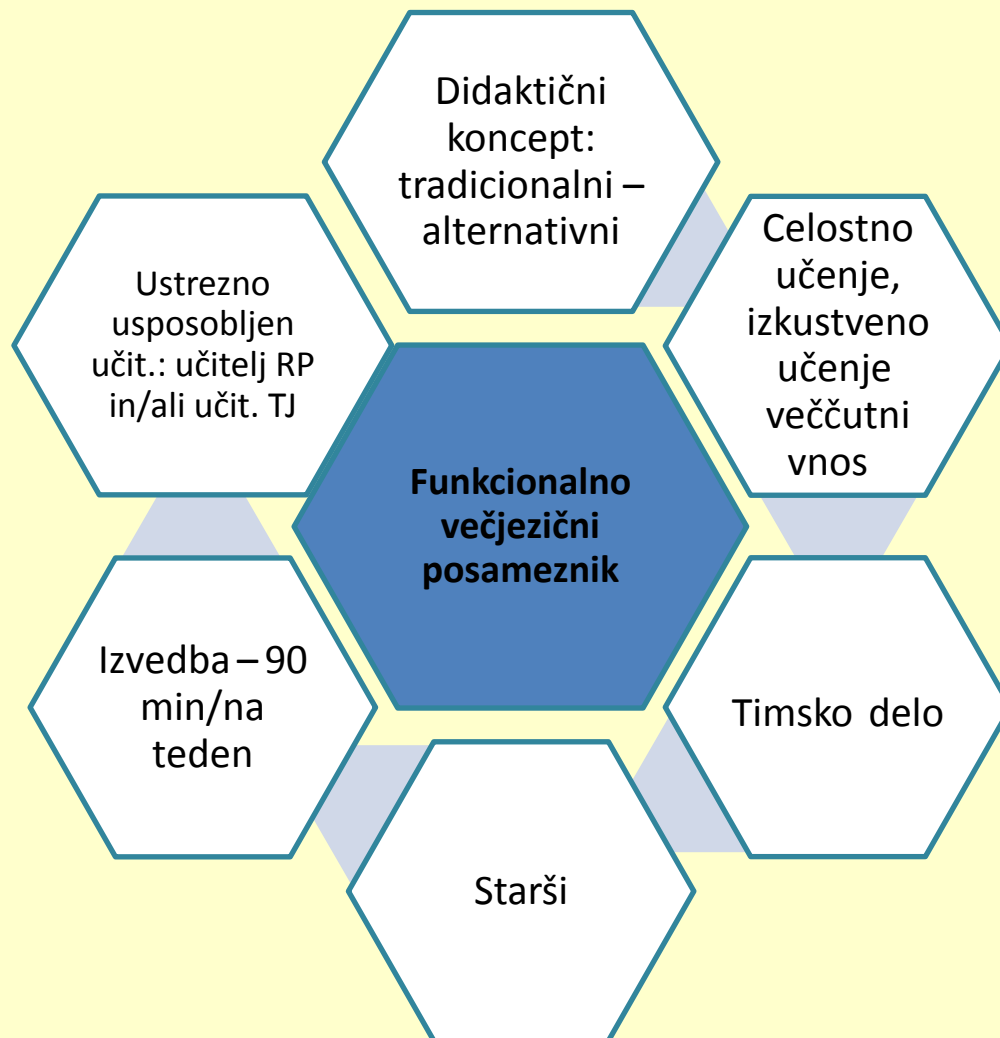 Didaktični
koncept:
tradicionalni –
alternativni
Celostno
učenje,
izkustveno
učenje
veččutni
vnos
Timsko delo
Starši
Izvedba – 90
min/na
teden
Ustrezno
usposobljen
učit.: učitelj RP
in/ali učit. TJ
Funkcionalno
večjezični
posameznik